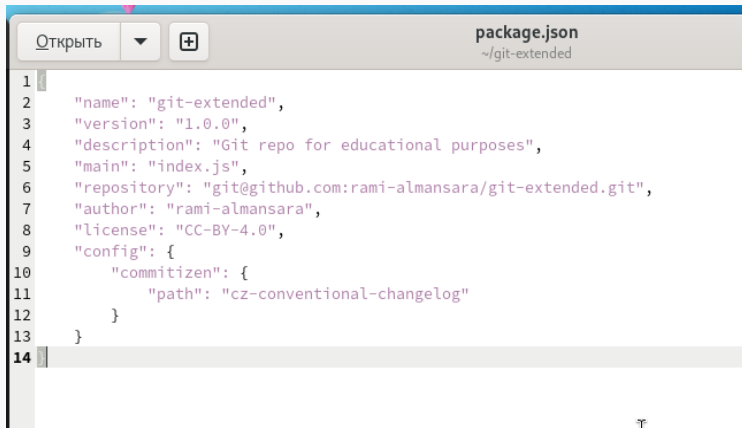 Открыть
package.json
~/git-extended
1 {
2 "name": "git-extended",
3 "version": "1.0.0",
4 "description": "Git repo for educational purposes",
5 "main": "index.js",
6 "repository": "git@github.com:rami-almansara/git-extended.git",
7 "author": "rami-almansara",
8 "license": "CC-BY-4.0",
9 "config": {
10 "commitizen": {
11 "path": "cz-conventional-changelog"
12 }
13 }
14 }